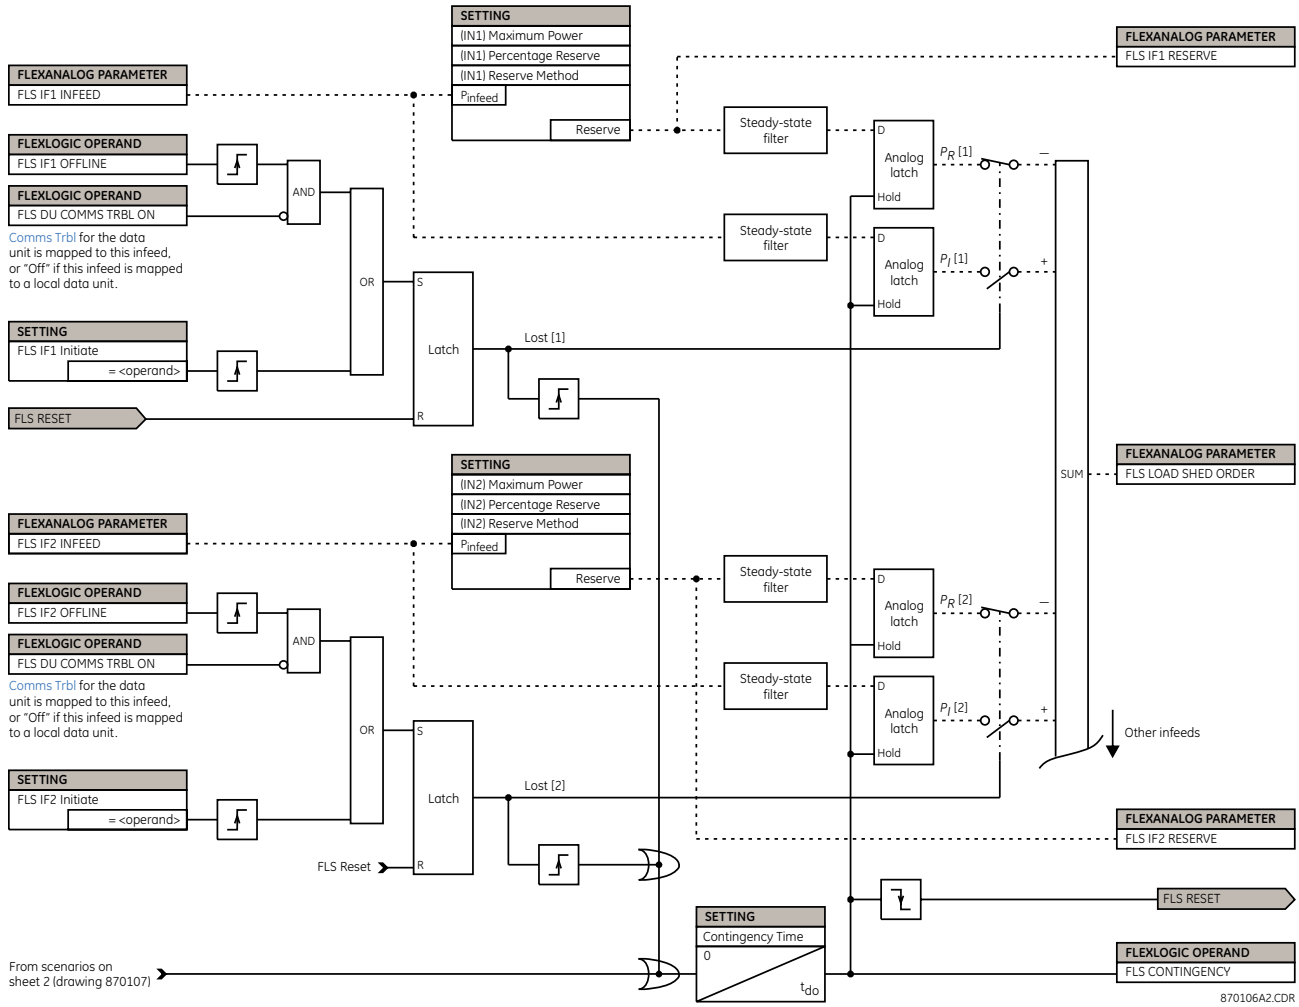 SETTING
(IN1) Maximum Power
(IN1) Percentage Reserve
(IN1) Reserve Method
Pinfeed
Reserve
FLEXANALOG PARAMETER
FLS IF1 RESERVE
FLEXANALOG PARAMETER
FLS IF1 INFEED
FLEXLOGIC OPERAND
FLS IF1 OFFLINE
FLEXLOGIC OPERAND
FLS DU COMMS TRBL ON
Comms Trbl for the data
unit is mapped to this infeed,
or "Off" if this infeed is mapped
to a local data unit.
AND
OR
SETTING
FLS IF1 Initiate
= <operand>
FLS RESET
S
Latch
R
Lost [1]
Steady-state
filter
D
Analog
latch
Hold
PR [1]
–
Steady-state
filter
D
Analog
latch
Hold
PI [1]
+
SUM
FLEXANALOG PARAMETER
FLS LOAD SHED ORDER
SETTING
(IN2) Maximum Power
(IN2) Percentage Reserve
(IN2) Reserve Method
Pinfeed
Reserve
FLEXANALOG PARAMETER
FLS IF2 INFEED
FLEXLOGIC OPERAND
FLS IF2 OFFLINE
FLEXLOGIC OPERAND
FLS DU COMMS TRBL ON
Comms Trbl for the data
unit is mapped to this infeed,
or "Off" if this infeed is mapped
to a local data unit.
AND
OR
SETTING
FLS IF2 Initiate
= <operand>
FLS Reset
S
Latch
R
Lost [2]
Steady-state
filter
D
Analog
latch
Hold
PR [2]
–
Steady-state
filter
D
Analog
latch
Hold
PI [2]
+
Other infeeds
FLEXANALOG PARAMETER
FLS IF2 RESERVE
FLS RESET
SETTING
Contingency Time
0
tdo
From scenarios on
sheet 2 (drawing 870107)
FLEXLOGIC OPERAND
FLS CONTINGENCY
870106A2.CDR